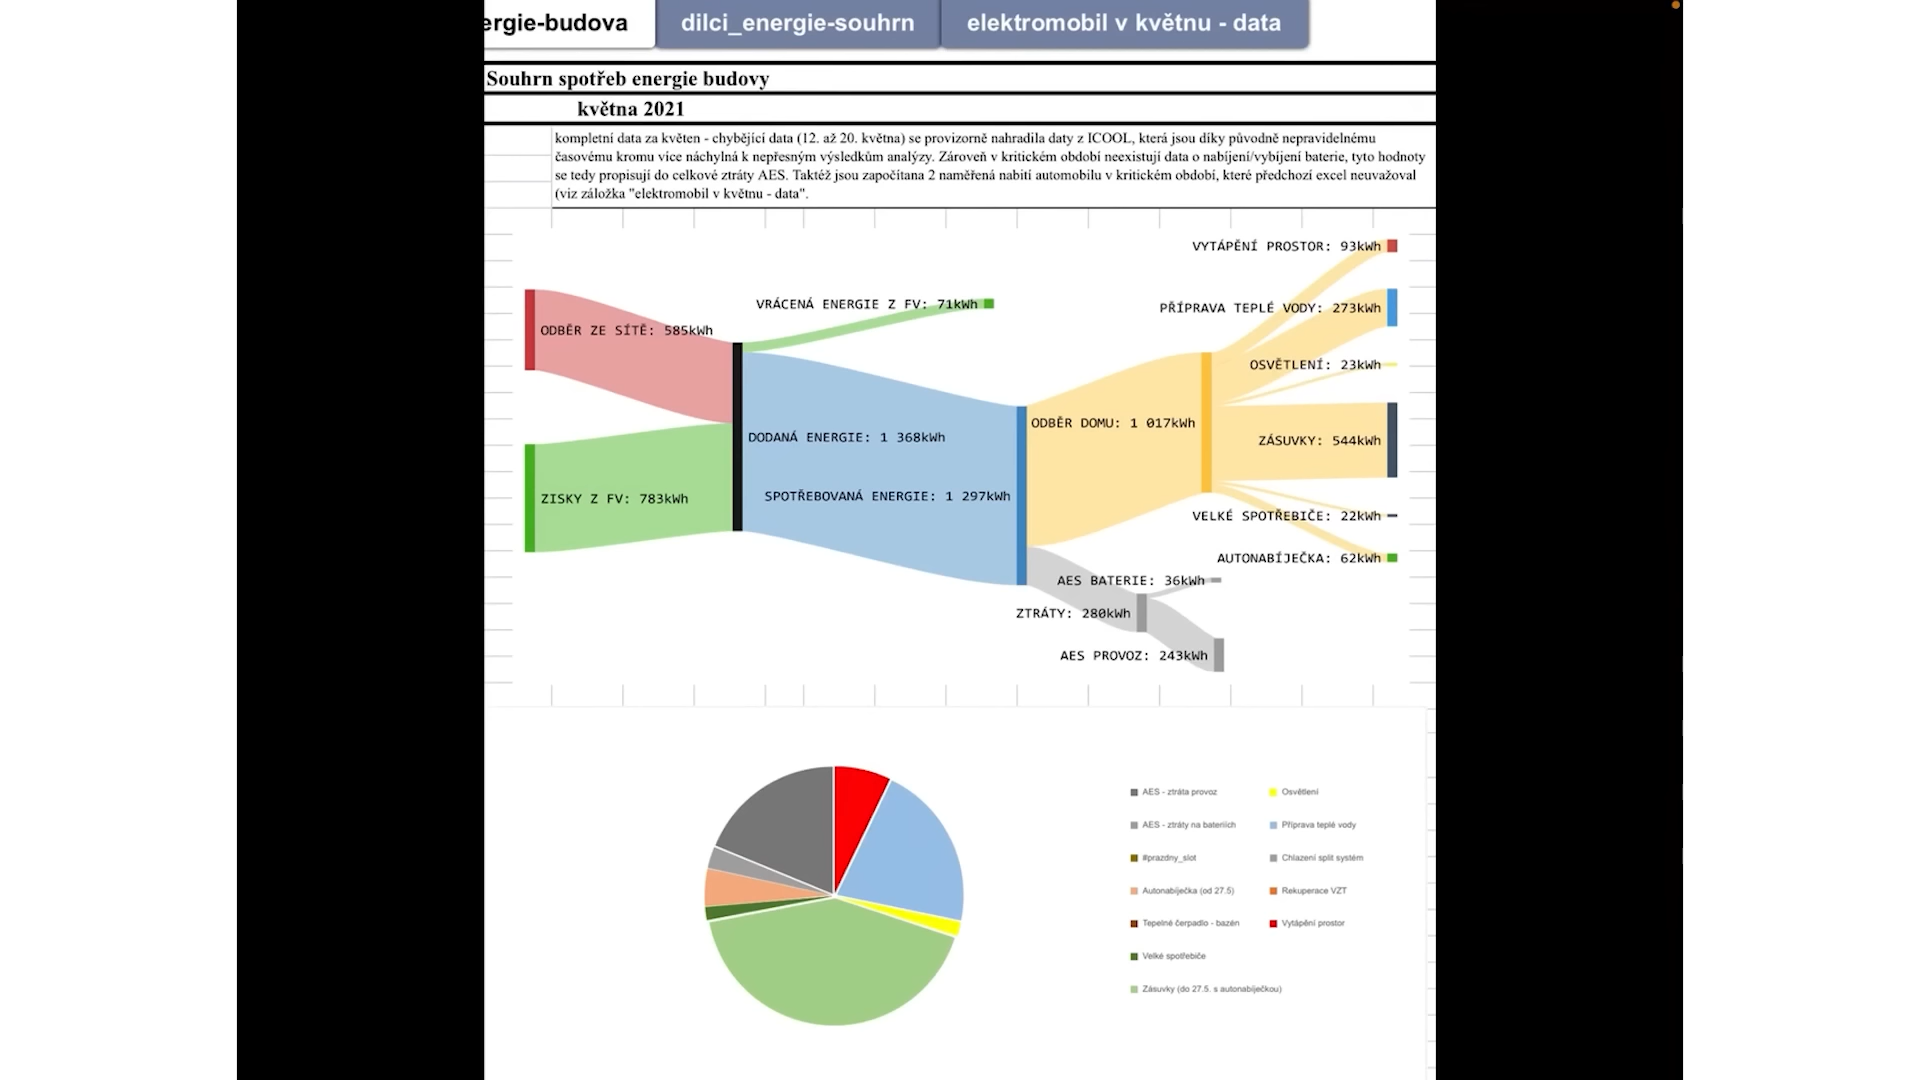 ergie-budova
dilci_energie-souhrn
elektromobil v květnu - data
Souhrn spotřeb energie budovy
května 2021
kompletní data za květen - chybějící data (12. až 20. května) se provizorně nahradila daty z ICOOL, která jsou díky původně nepravidelnému
časovému kromu více náchylná k nepřesným výsledkům analýzy. Zároveň v kritickém období neexistují data o nabíjení/vybíjení baterie, tyto hodnoty
se tedy propisují do celkové ztráty AES. Taktéž jsou započítana 2 naměřená nabití automobilu v kritickém období, které předchozí excel neuvažoval
(viz záložka "elektromobil v květnu - data".
VYTÁPĚNÍ PROSTOR: 93kWh
VRÁCENÁ ENERGIE Z FV: 71kWh
PŘÍPRAVA TEPLÉ VODY: 273kWh
ODBĚR ZE SÍTĚ: 585kWh
OSVĚTLENÍ: 23kWh
ODBĚR DOMU: 1 017kWh
DODANÁ ENERGIE: 1 368kWh
ZÁSUVKY: 544kWh
ZISKY Z FV: 783kWh
SPOTŘEBOVANÁ ENERGIE: 1 297kWh
VELKÉ SPOTŘEBIČE: 22kWh
AUTONABÍJEČKA: 62kWh
AES BATERIE: 36kWh
ZTRÁTY: 280kWh
AES PROVOZ: 243kWh
AES - ztráta provoz
Osvětlení
AES - ztráty na bateriích
Příprava teplé vody
#prazdny_slot
Chlazení split systém
Autonabíječka (od 27.5)
Rekuperace VZT
Tepelné čerpadlo - bazén
Vytápění prostor
Velké spotřebiče
Zásuvky (do 27.5. s autonabíječkou)